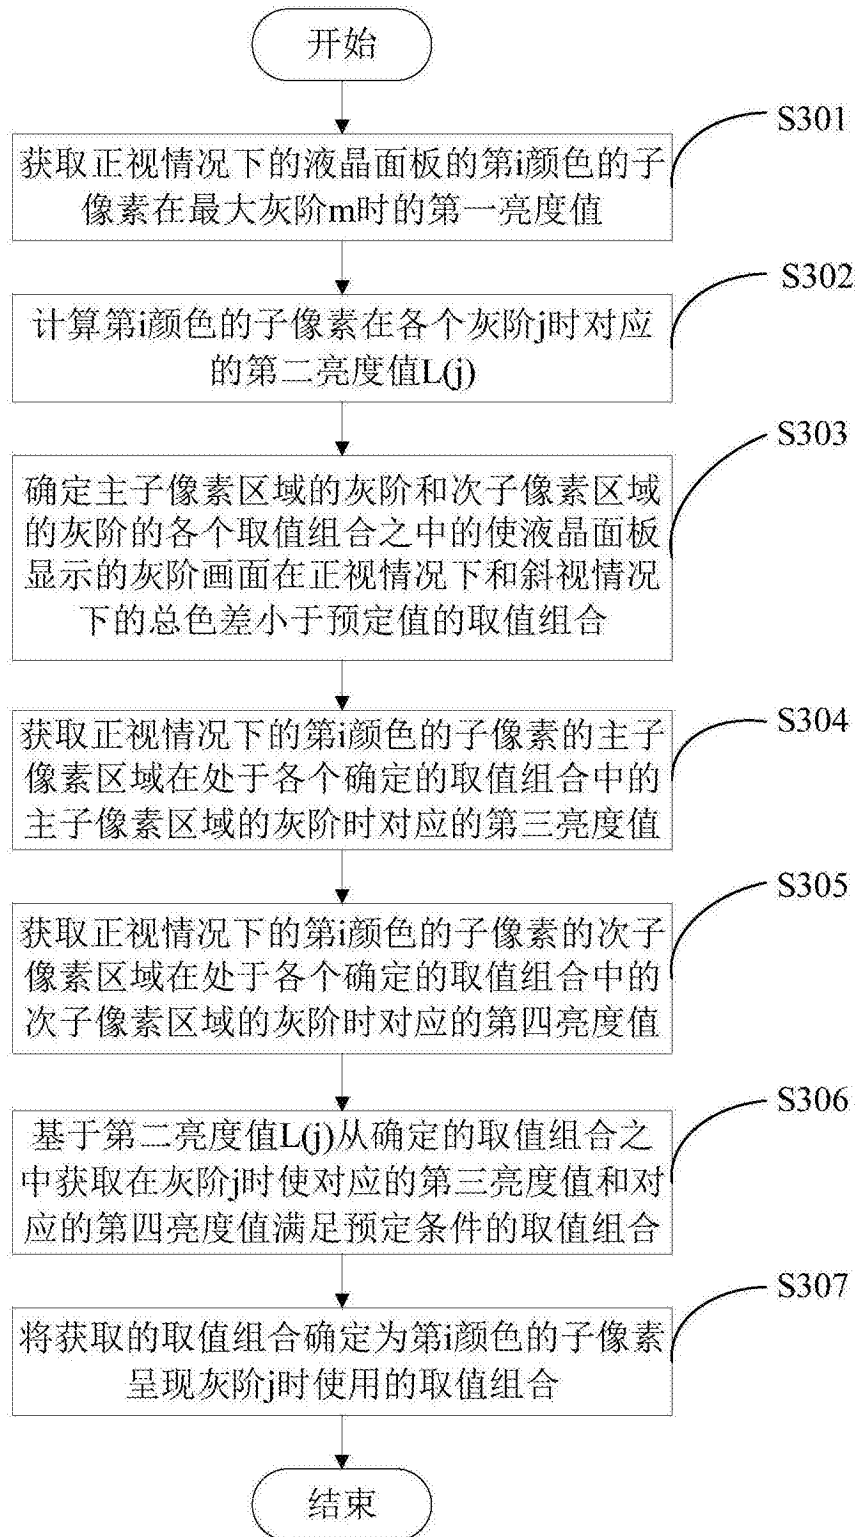 开始
S301
获取正视情况下的液晶面板的第i颜色的子
像素在最大灰阶m时的第一亮度值
S302
计算第i颜色的子像素在各个灰阶j时对应
的第二亮度值L(j)
S303
确定主子像素区域的灰阶和次子像素区域
的灰阶的各个取值组合之中的使液晶面板
显示的灰阶画面在正视情况下和斜视情况
下的总色差小于预定值的取值组合
S304
获取正视情况下的第i颜色的子像素的主子
像素区域在处于各个确定的取值组合中的
主子像素区域的灰阶时对应的第三亮度值
S305
获取正视情况下的第i颜色的子像素的次子
像素区域在处于各个确定的取值组合中的
次子像素区域的灰阶时对应的第四亮度值
S306
基于第二亮度值L(j)从确定的取值组合之
中获取在灰阶j时使对应的第三亮度值和对
应的第四亮度值满足预定条件的取值组合
S307
将获取的取值组合确定为第i颜色的子像素
呈现灰阶j时使用的取值组合
结束